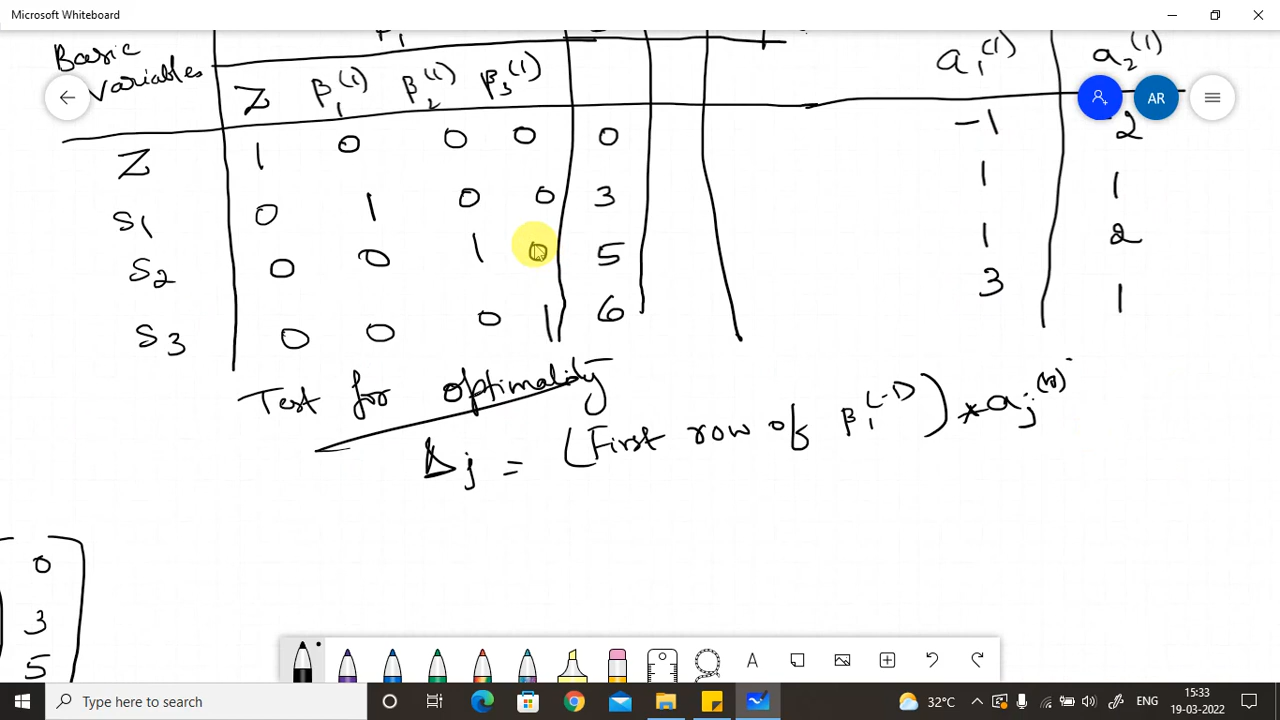 Microsoft Whiteboard
Basic
variables
Z β₁⁽¹⁾ β₂⁽¹⁾ β₃⁽¹⁾
a₁⁽¹⁾ a₂⁽¹⁾
AR
Z 1 0 0 0 0 -1 -2
S1 0 1 0 0 3 1 1
S2 0 0 1 0 5 1 2
S3 0 0 0 1 6 3 1
Test for optimality
Δj = (First row of β₁⁽⁻¹⁾) * aj
0
3
5
A
Type here to search
32°C
ENG
15:33
19-03-2022